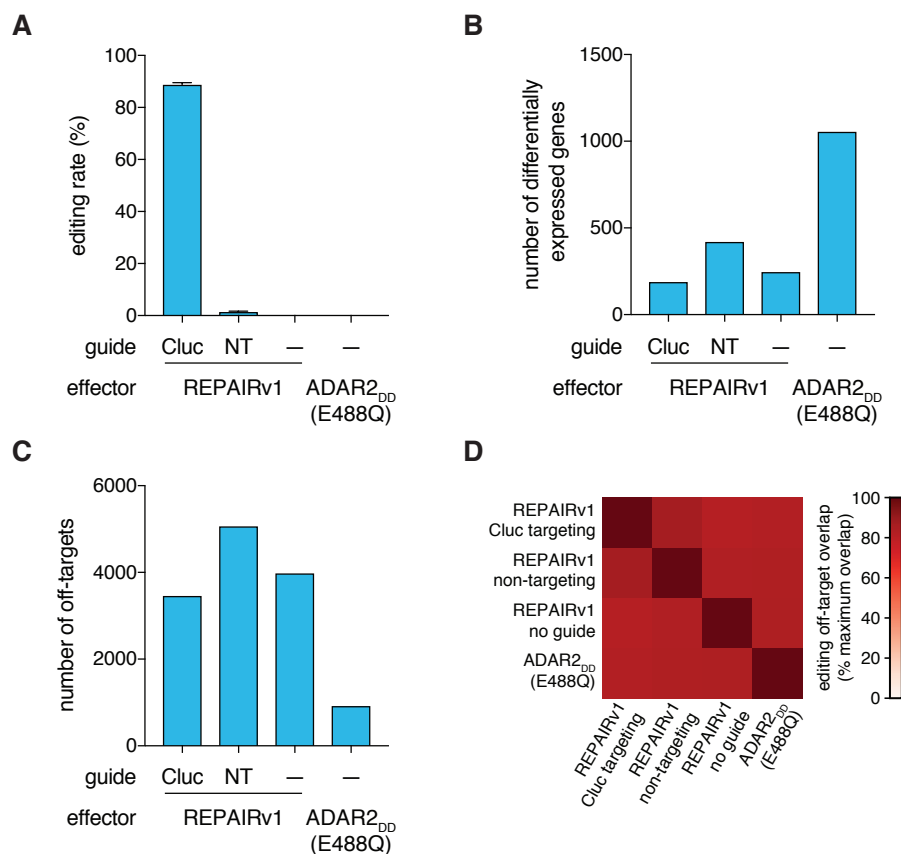 A
100
80
60
40
20
0
editing rate (%)
guide Cluc NT — —
effector REPAIRv1 ADAR2DD
(E488Q)
B
1500
1000
500
0
number of differentially
expressed genes
guide Cluc NT — —
effector REPAIRv1 ADAR2DD
(E488Q)
C
6000
4000
2000
0
number of off-targets
guide Cluc NT — —
effector REPAIRv1 ADAR2DD
(E488Q)
D
REPAIRv1
Cluc targeting
REPAIRv1
non-targeting
REPAIRv1
no guide
ADAR2DD
(E488Q)
REPAIRv1
Cluc targeting
REPAIRv1
non-targeting
REPAIRv1
no guide
ADAR2DD
(E488Q)
editing off-target overlap
(% maximum overlap)
100
80
60
40
20
0